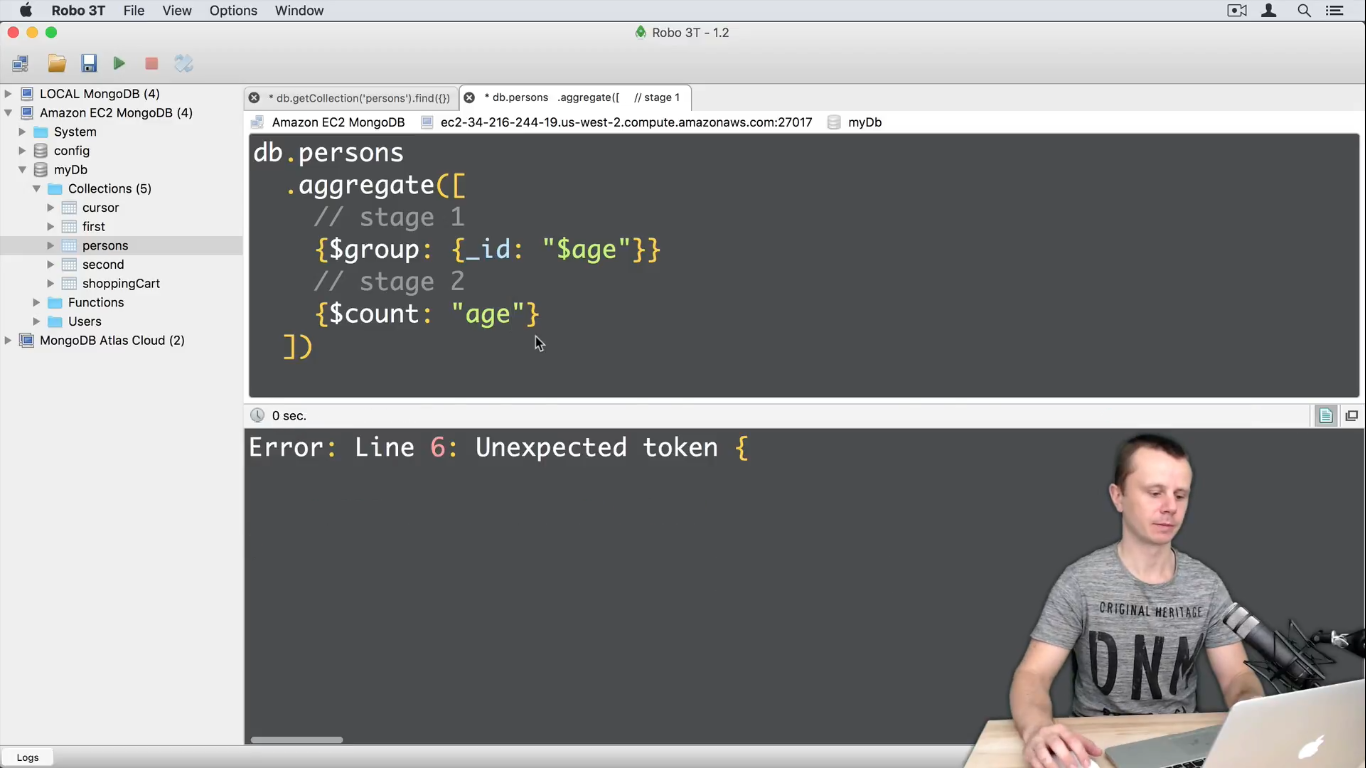 Robo 3T File View Options Window
Robo 3T - 1.2
LOCAL MongoDB (4)
Amazon EC2 MongoDB (4)
System
config
myDb
Collections (5)
cursor
first
persons
second
shoppingCart
Functions
Users
MongoDB Atlas Cloud (2)
* db.getCollection('persons').find({}) * db.persons .aggregate([ // stage 1
Amazon EC2 MongoDB ec2-34-216-244-19.us-west-2.compute.amazonaws.com:27017 myDb
db.persons
.aggregate([
// stage 1
{$group: {_id: "$age"}}
// stage 2
{$count: "age"}
])
0 sec.
Error: Line 6: Unexpected token {
ORIGINAL HERITAGE
DNM
Logs